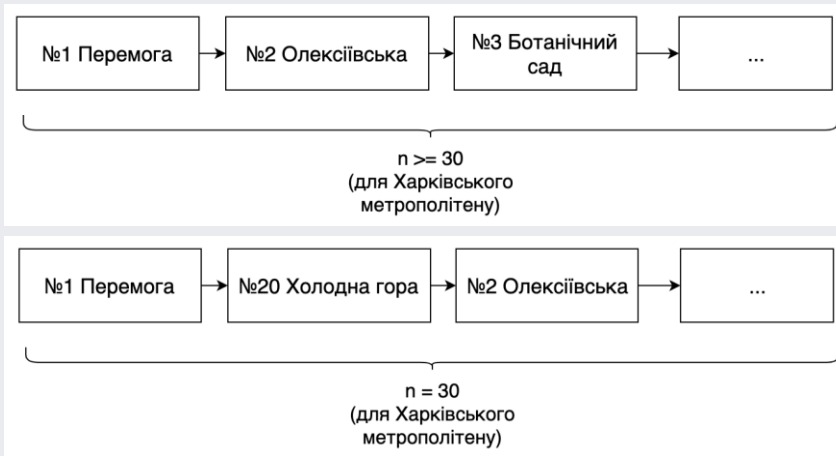 №1 Перемога
№2 Олексіївська
№3 Ботанічний
сад
...
n >= 30
(для Харківського
метрополітену)
№1 Перемога
№20 Холодна гора
№2 Олексіївська
...
n = 30
(для Харківського
метрополітену)